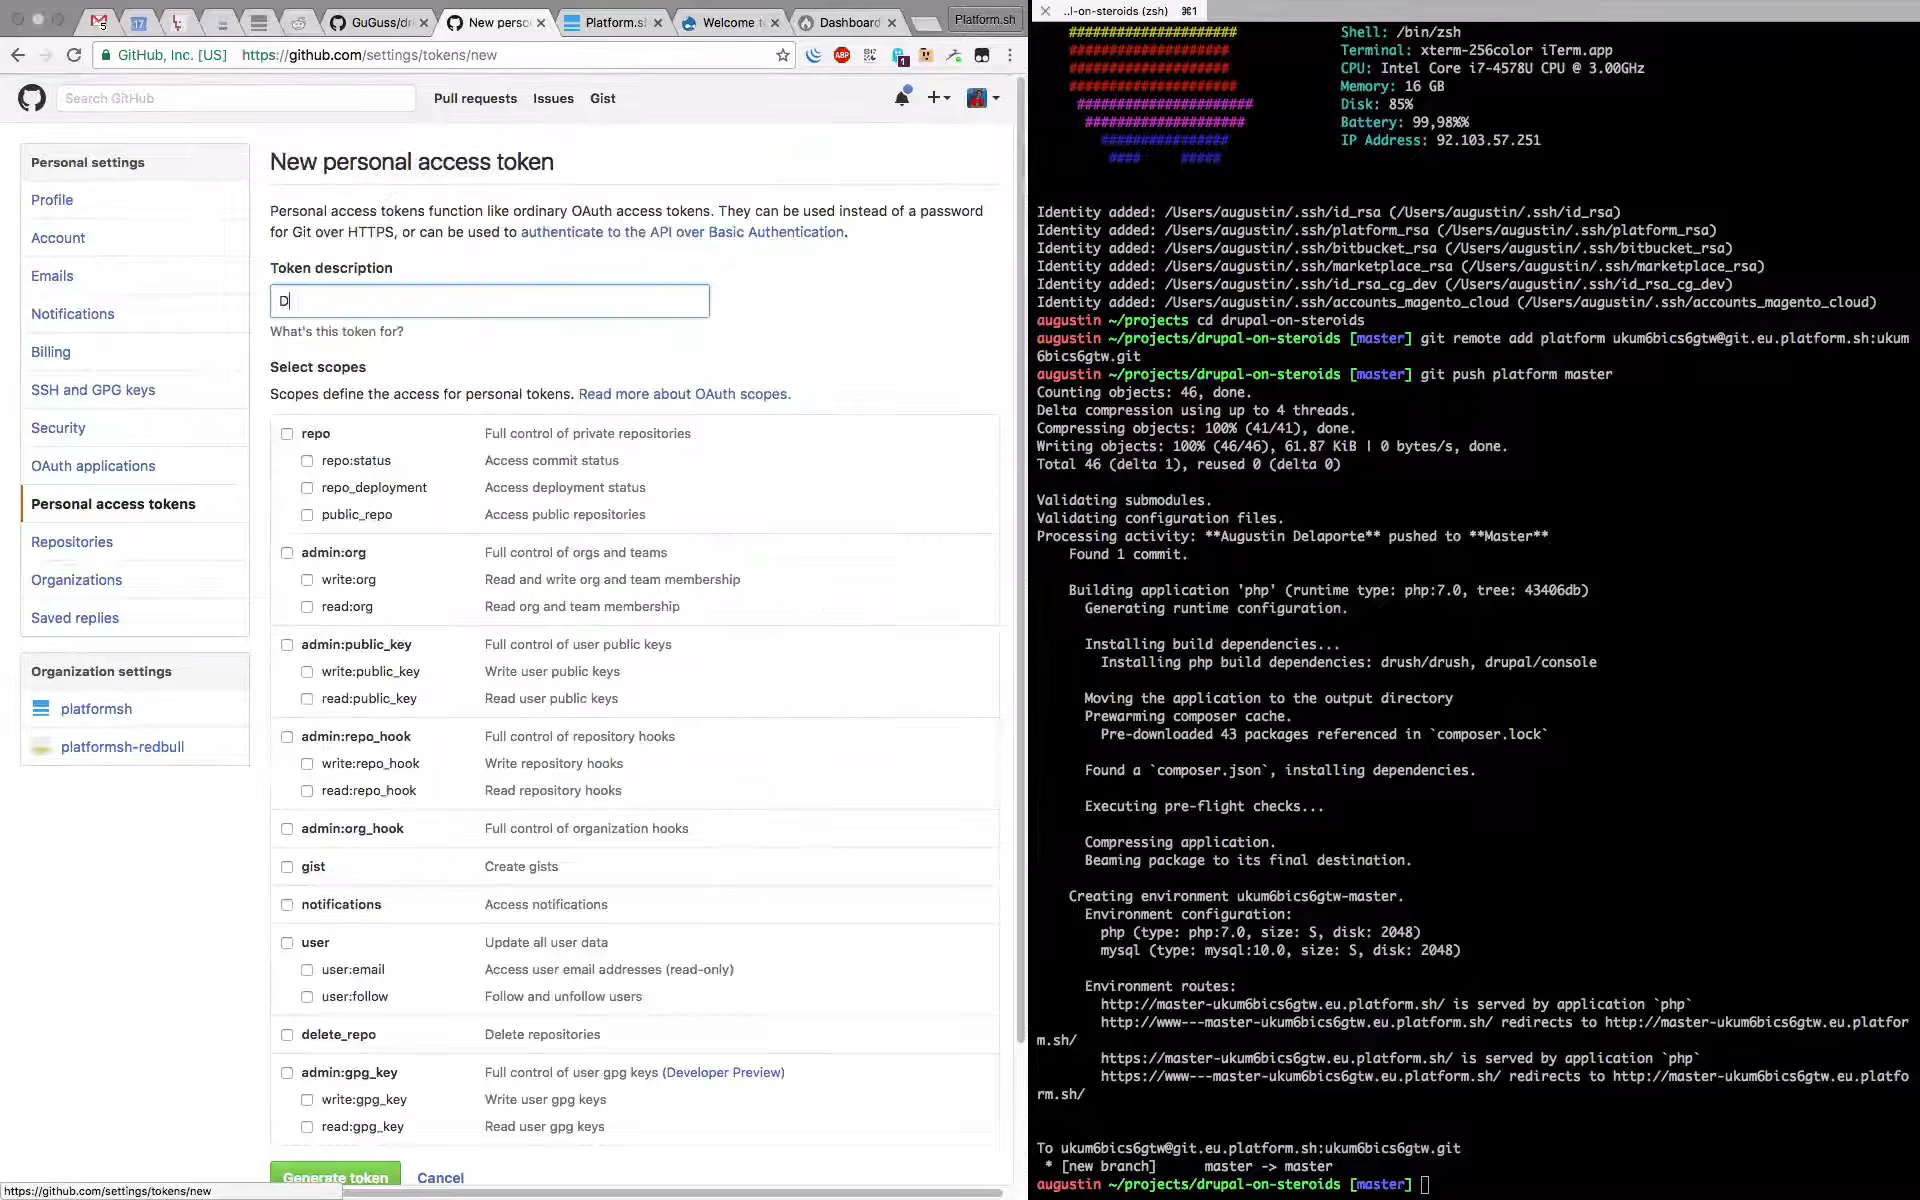 GuGuss/dr
New perso
Platform.s
Welcome t
Dashboard
Platform.sh
GitHub, Inc. [US] https://github.com/settings/tokens/new
Search GitHub
Pull requests Issues Gist
Personal settings
Profile
Account
Emails
Notifications
Billing
SSH and GPG keys
Security
OAuth applications
Personal access tokens
Repositories
Organizations
Saved replies
Organization settings
platformsh
platformsh-redbull
New personal access token
Personal access tokens function like ordinary OAuth access tokens. They can be used instead of a password
for Git over HTTPS, or can be used to authenticate to the API over Basic Authentication.
Token description
D
What's this token for?
Select scopes
Scopes define the access for personal tokens. Read more about OAuth scopes.
repo Full control of private repositories
repo:status Access commit status
repo_deployment Access deployment status
public_repo Access public repositories
admin:org Full control of orgs and teams
write:org Read and write org and team membership
read:org Read org and team membership
admin:public_key Full control of user public keys
write:public_key Write user public keys
read:public_key Read user public keys
admin:repo_hook Full control of repository hooks
write:repo_hook Write repository hooks
read:repo_hook Read repository hooks
admin:org_hook Full control of organization hooks
gist Create gists
notifications Access notifications
user Update all user data
user:email Access user email addresses (read-only)
user:follow Follow and unfollow users
delete_repo Delete repositories
admin:gpg_key Full control of user gpg keys (Developer Preview)
write:gpg_key Write user gpg keys
read:gpg_key Read user gpg keys
Generate token Cancel
https://github.com/settings/tokens/new
..l-on-steroids (zsh) ⌘1
##################### Shell: /bin/zsh
#################### Terminal: xterm-256color iTerm.app
#################### CPU: Intel Core i7-4578U CPU @ 3.00GHz
##################### Memory: 16 GB
###################### Disk: 85%
#################### Battery: 99,98%%
################ IP Address: 92.103.57.251
#### #####
Identity added: /Users/augustin/.ssh/id_rsa (/Users/augustin/.ssh/id_rsa)
Identity added: /Users/augustin/.ssh/platform_rsa (/Users/augustin/.ssh/platform_rsa)
Identity added: /Users/augustin/.ssh/bitbucket_rsa (/Users/augustin/.ssh/bitbucket_rsa)
Identity added: /Users/augustin/.ssh/marketplace_rsa (/Users/augustin/.ssh/marketplace_rsa)
Identity added: /Users/augustin/.ssh/id_rsa_cg_dev (/Users/augustin/.ssh/id_rsa_cg_dev)
Identity added: /Users/augustin/.ssh/accounts_magento_cloud (/Users/augustin/.ssh/accounts_magento_cloud)
augustin ~/projects cd drupal-on-steroids
augustin ~/projects/drupal-on-steroids [master] git remote add platform ukum6bics6gtw@git.eu.platform.sh:ukum
6bics6gtw.git
augustin ~/projects/drupal-on-steroids [master] git push platform master
Counting objects: 46, done.
Delta compression using up to 4 threads.
Compressing objects: 100% (41/41), done.
Writing objects: 100% (46/46), 61.87 KiB | 0 bytes/s, done.
Total 46 (delta 1), reused 0 (delta 0)
Validating submodules.
Validating configuration files.
Processing activity: **Augustin Delaporte** pushed to **Master**
Found 1 commit.
Building application 'php' (runtime type: php:7.0, tree: 43406db)
Generating runtime configuration.
Installing build dependencies...
Installing php build dependencies: drush/drush, drupal/console
Moving the application to the output directory
Prewarming composer cache.
Pre-downloaded 43 packages referenced in `composer.lock`
Found a `composer.json`, installing dependencies.
Executing pre-flight checks...
Compressing application.
Beaming package to its final destination.
Creating environment ukum6bics6gtw-master.
Environment configuration:
php (type: php:7.0, size: S, disk: 2048)
mysql (type: mysql:10.0, size: S, disk: 2048)
Environment routes:
http://master-ukum6bics6gtw.eu.platform.sh/ is served by application `php`
http://www---master-ukum6bics6gtw.eu.platform.sh/ redirects to http://master-ukum6bics6gtw.eu.platfor
m.sh/
https://master-ukum6bics6gtw.eu.platform.sh/ is served by application `php`
https://www---master-ukum6bics6gtw.eu.platform.sh/ redirects to http://master-ukum6bics6gtw.eu.platfo
rm.sh/
To ukum6bics6gtw@git.eu.platform.sh:ukum6bics6gtw.git
* [new branch] master -> master
augustin ~/projects/drupal-on-steroids [master]